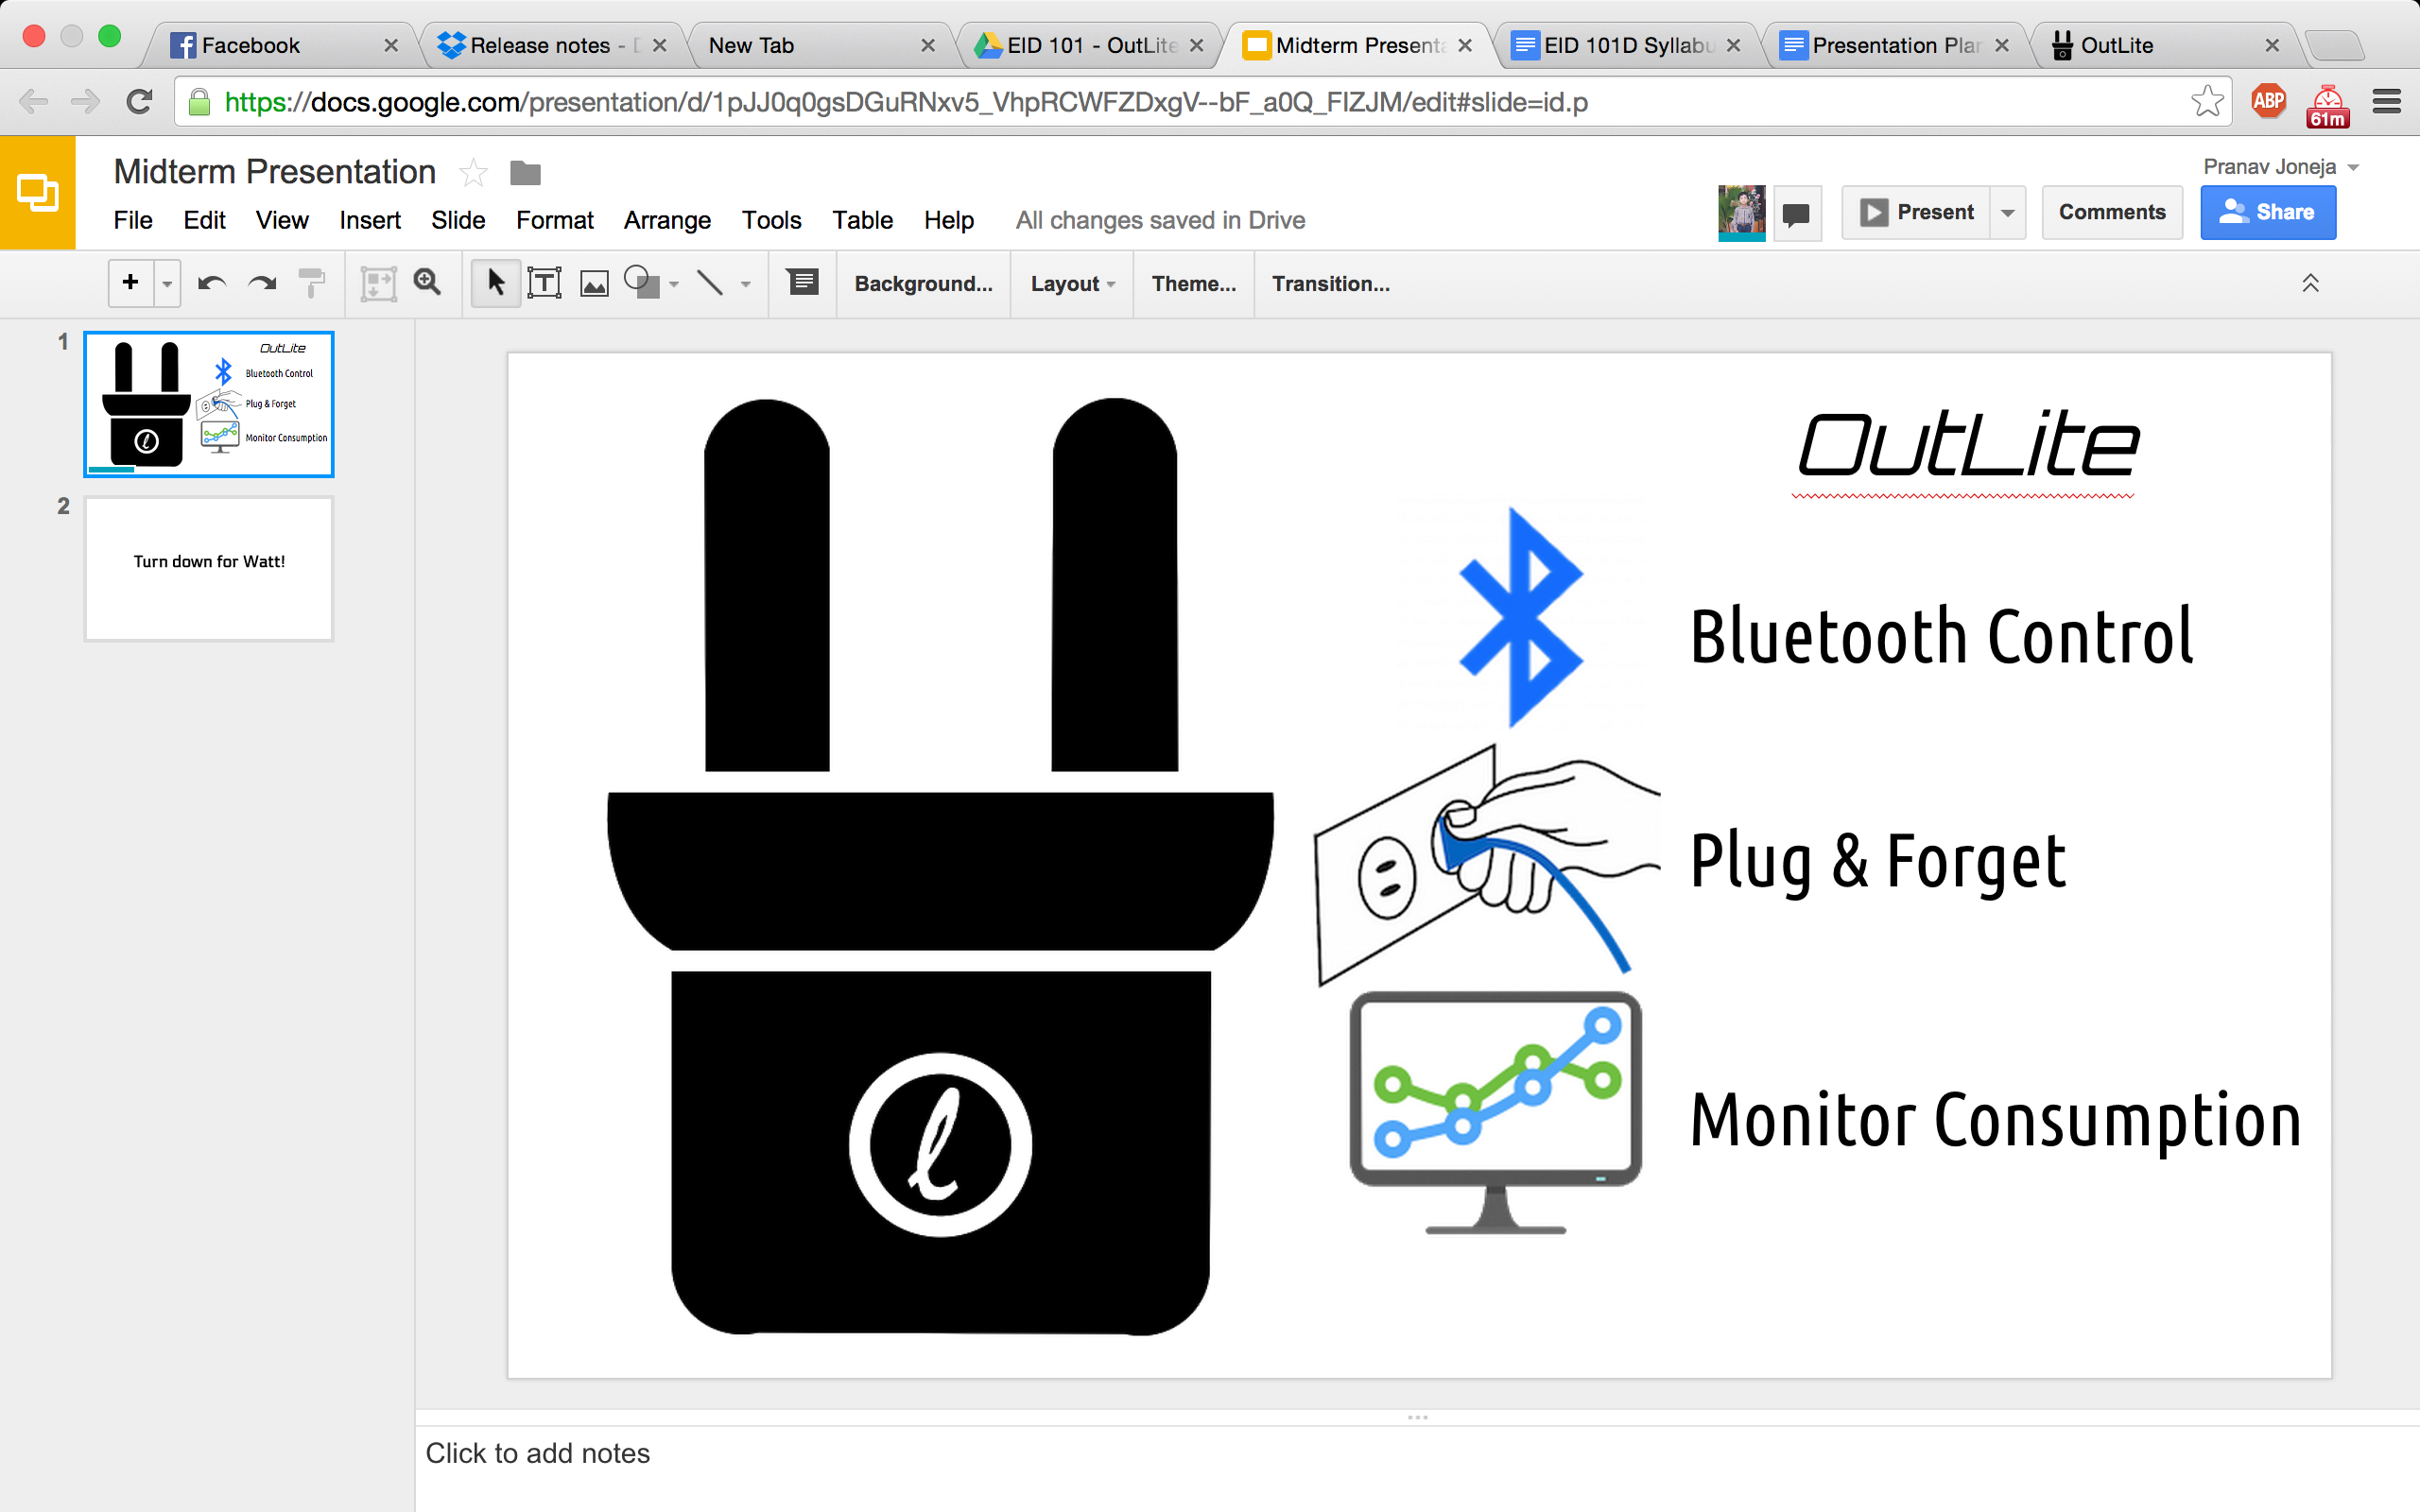 Facebook
Release notes - D
New Tab
EID 101 - OutLite
Midterm Presenta
EID 101D Syllabu
Presentation Plan
OutLite
https://docs.google.com/presentation/d/1pJJ0q0gsDGuRNxv5_VhpRCWFZDxgV--bF_a0Q_FIZJM/edit#slide=id.p
ABP
61m
Midterm Presentation
Pranav Joneja
File Edit View Insert Slide Format Arrange Tools Table Help All changes saved in Drive
Present
Comments
Share
Background...
Layout
Theme...
Transition...
1
OutLite
Bluetooth Control
Plug & Forget
Monitor Consumption
l
2
Turn down for Watt!
OutLite
Bluetooth Control
Plug & Forget
Monitor Consumption
l
Click to add notes